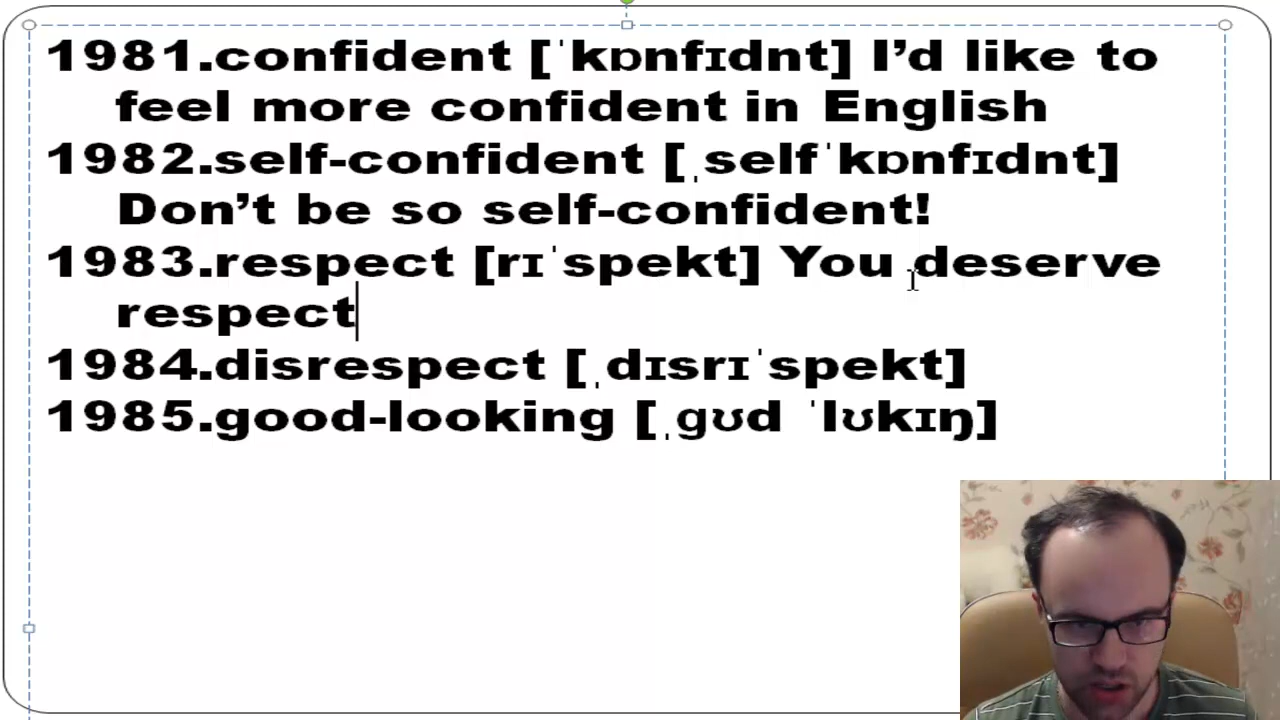 1981.confident [ˈkɒnfɪdnt] I’d like to
feel more confident in English
1982.self-confident [ˌselfˈkɒnfɪdnt]
Don’t be so self-confident!
1983.respect [rɪˈspekt] You deserve
respect
1984.disrespect [ˌdɪsrɪˈspekt]
1985.good-looking [ˌɡʊd ˈlʊkɪŋ]